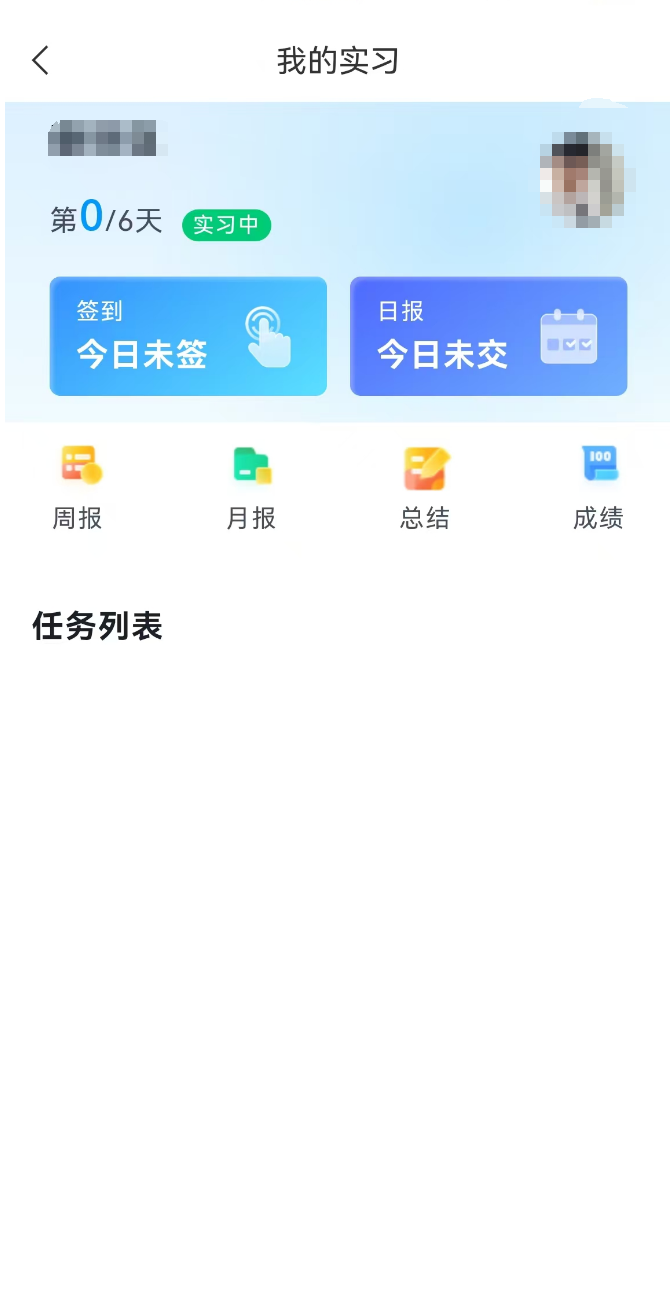 我的实习
第0/6天 实习中
签到
今日未签
日报
今日未交
100
周报 月报 总结 成绩
任务列表